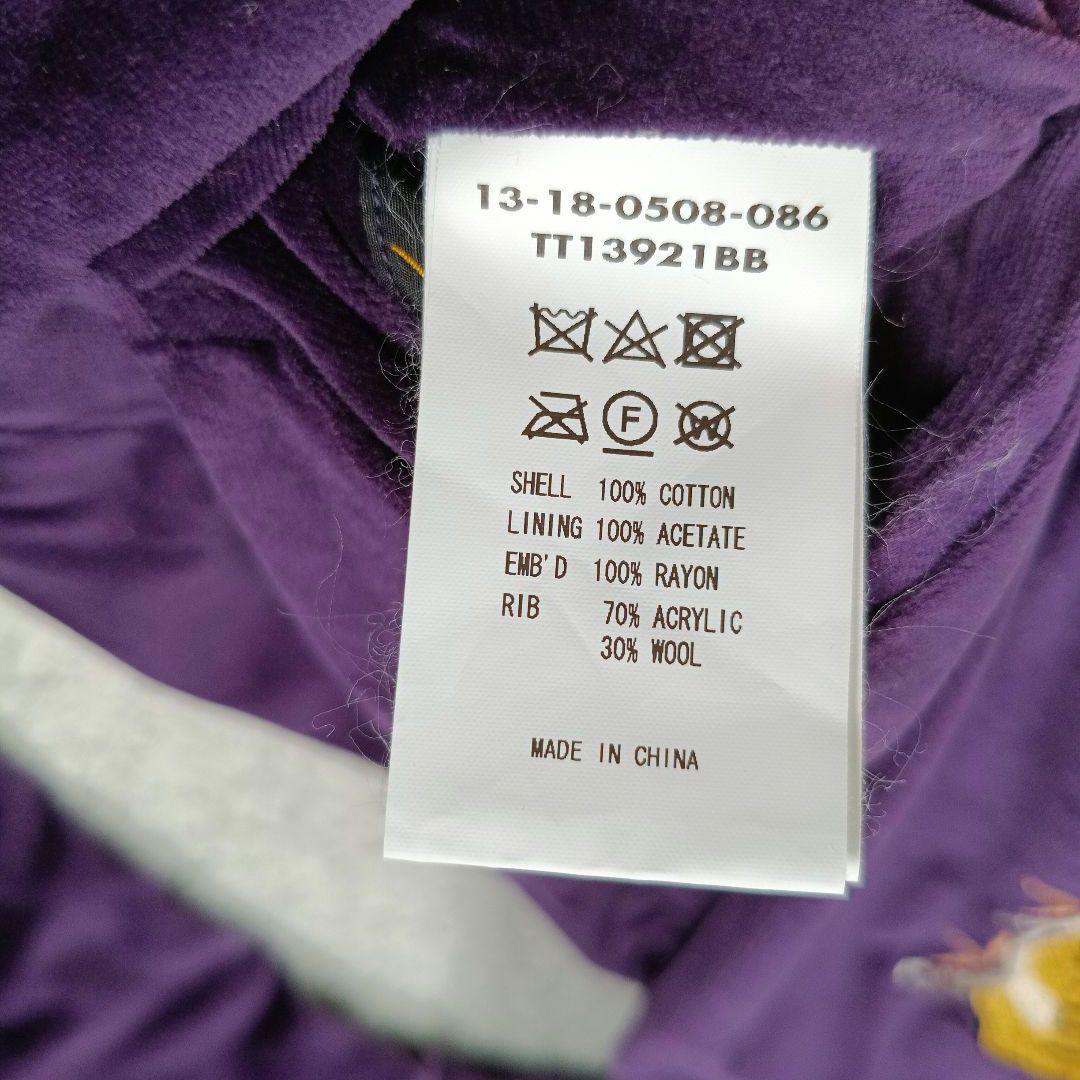 13-18-0508-086
TT13921BB
F W
SHELL 100% COTTON
LINING 100% ACETATE
EMB'D 100% RAYON
RIB 70% ACRYLIC
30% WOOL
MADE IN CHINA